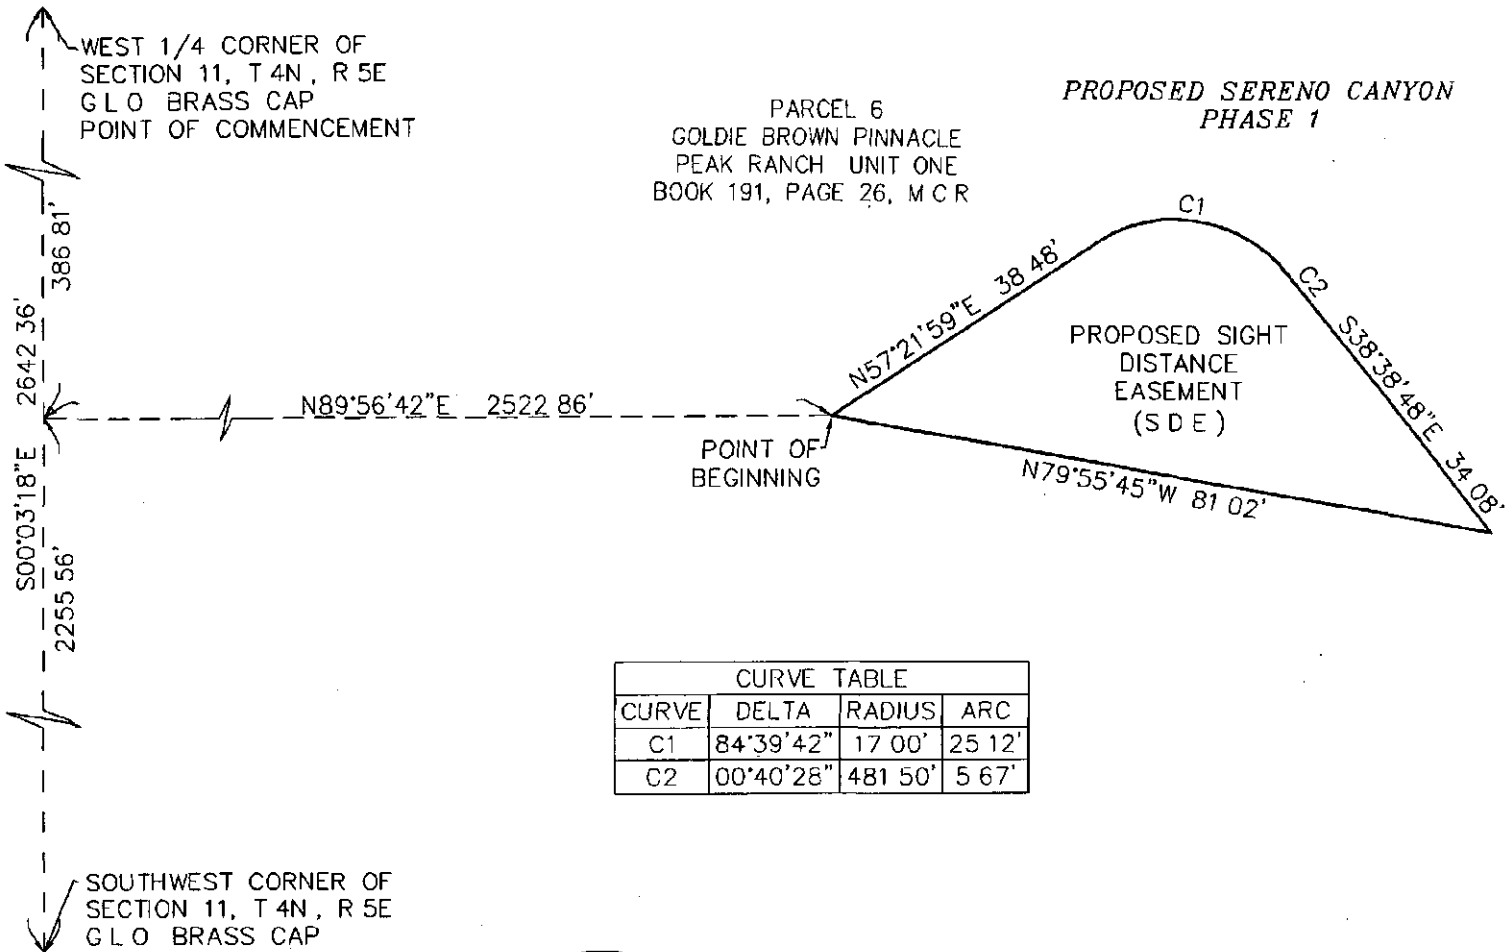 WEST 1/4 CORNER OF
SECTION 11, T 4N , R 5E
G L O BRASS CAP
POINT OF COMMENCEMENT
PARCEL 6
GOLDIE BROWN PINNACLE
PEAK RANCH UNIT ONE
BOOK 191, PAGE 26, M C R
PROPOSED SERENO CANYON
PHASE 1
386 81'
2642 36'
S00°03'18"E
2255 56'
N89°56'42"E 2522 86'
POINT OF
BEGINNING
N57°21'59"E 38 48'
C1
C2
S38°38'48"E 34 08'
PROPOSED SIGHT
DISTANCE
EASEMENT
(S D E)
N79°55'45"W 81 02'
CURVE TABLE
CURVE DELTA RADIUS ARC
C1 84°39'42" 17 00' 25 12'
C2 00°40'28" 481 50' 5 67'
SOUTHWEST CORNER OF
SECTION 11, T 4N , R 5E
G L O BRASS CAP